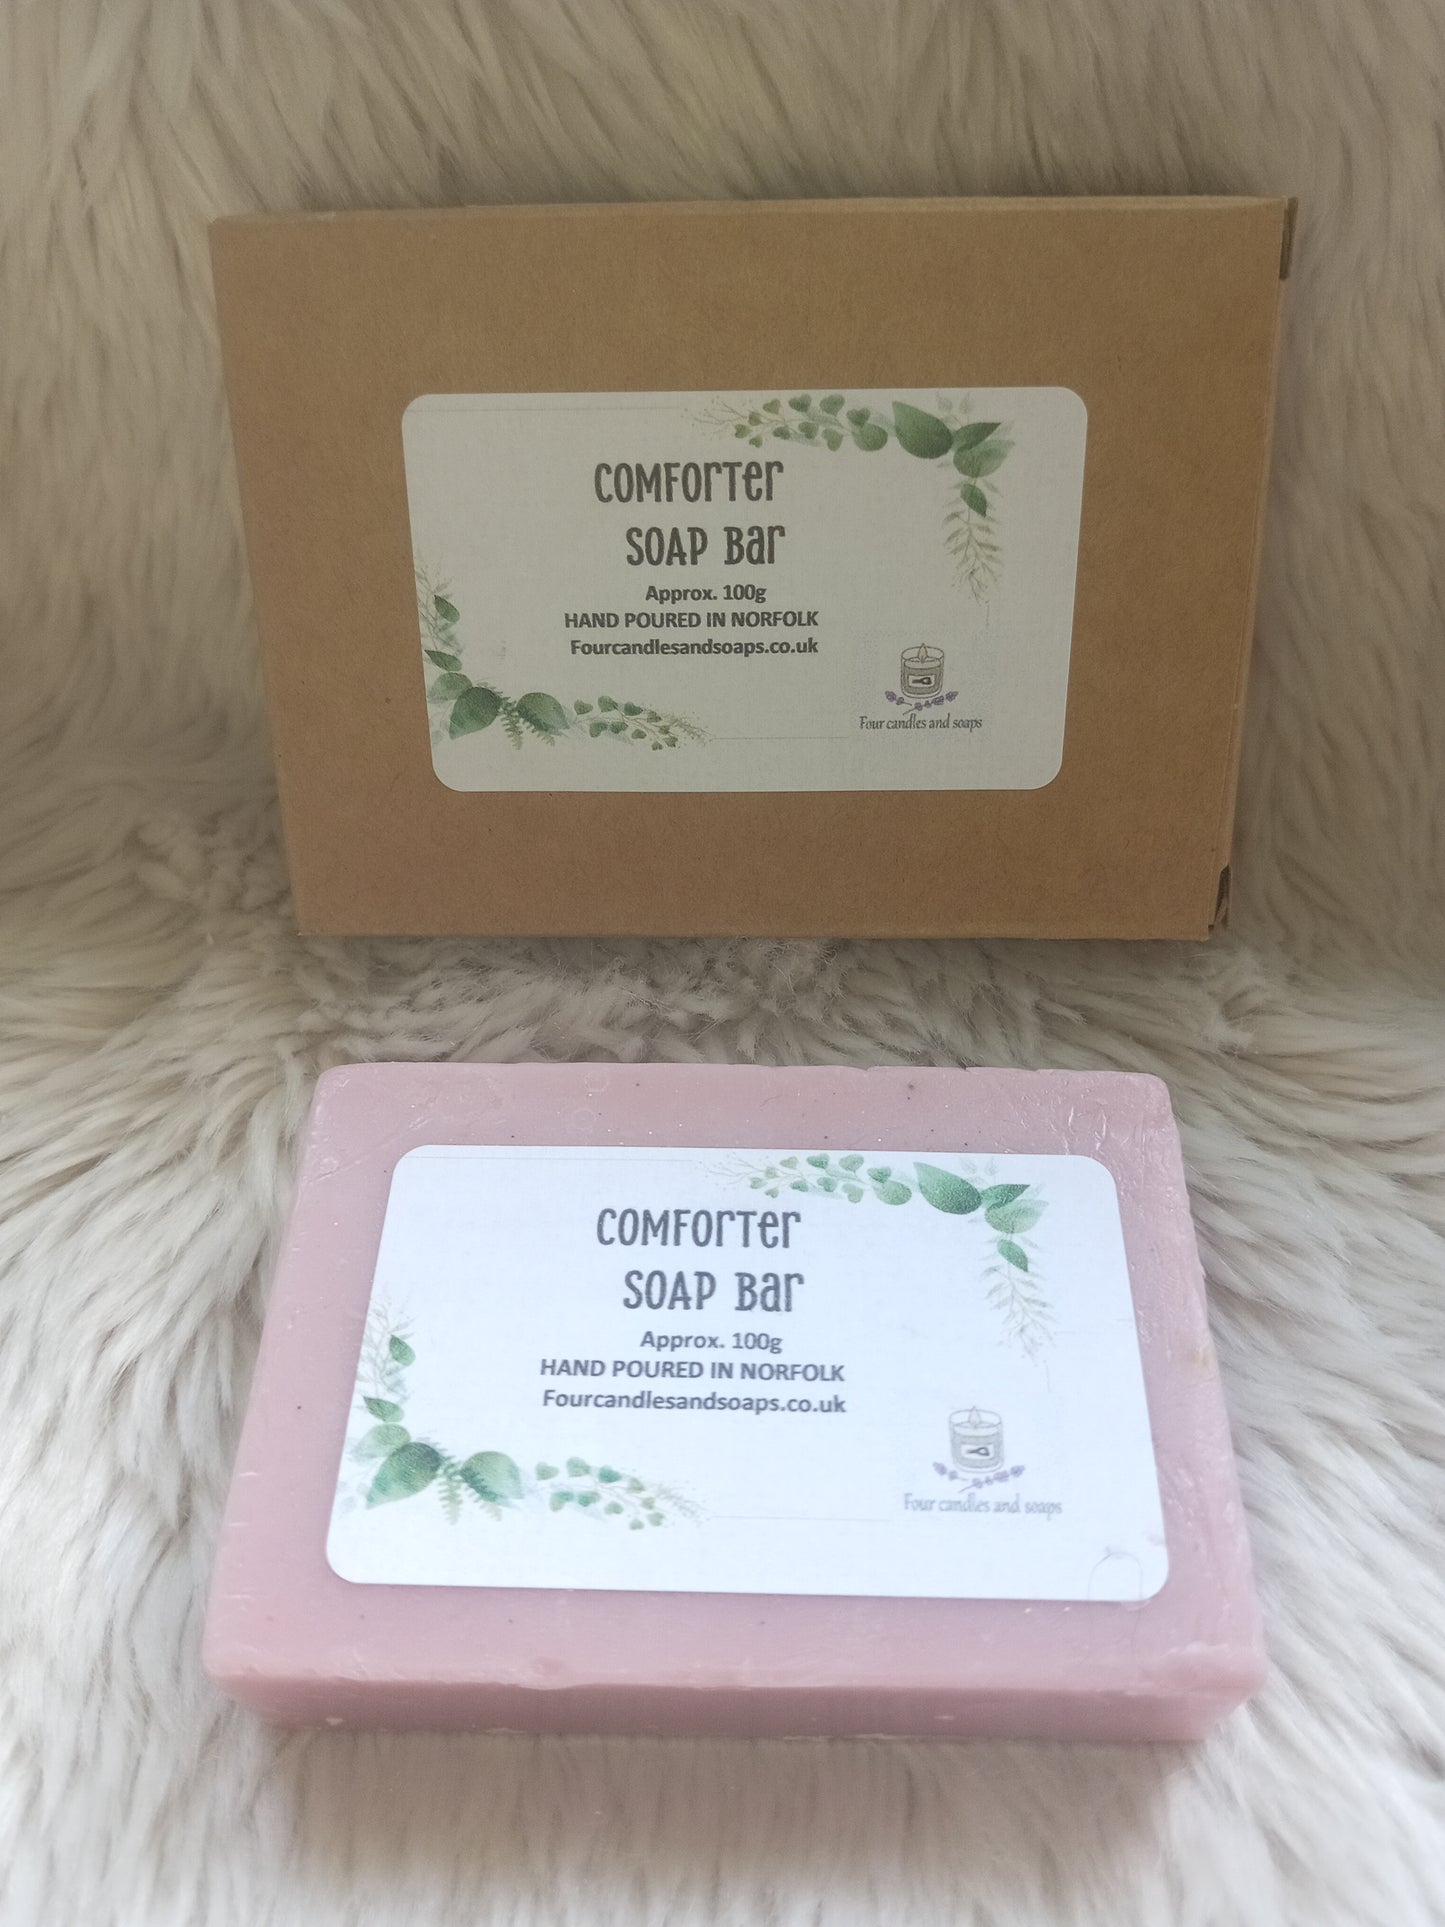 COMFORTER
SOAP BAR
Approx. 100g
HAND POURED IN NORFOLK
Fourcandlesandsoaps.co.uk
Four candles and soaps
COMFORTER
SOAP BAR
Approx. 100g
HAND POURED IN NORFOLK
Fourcandlesandsoaps.co.uk
Four candles and soaps